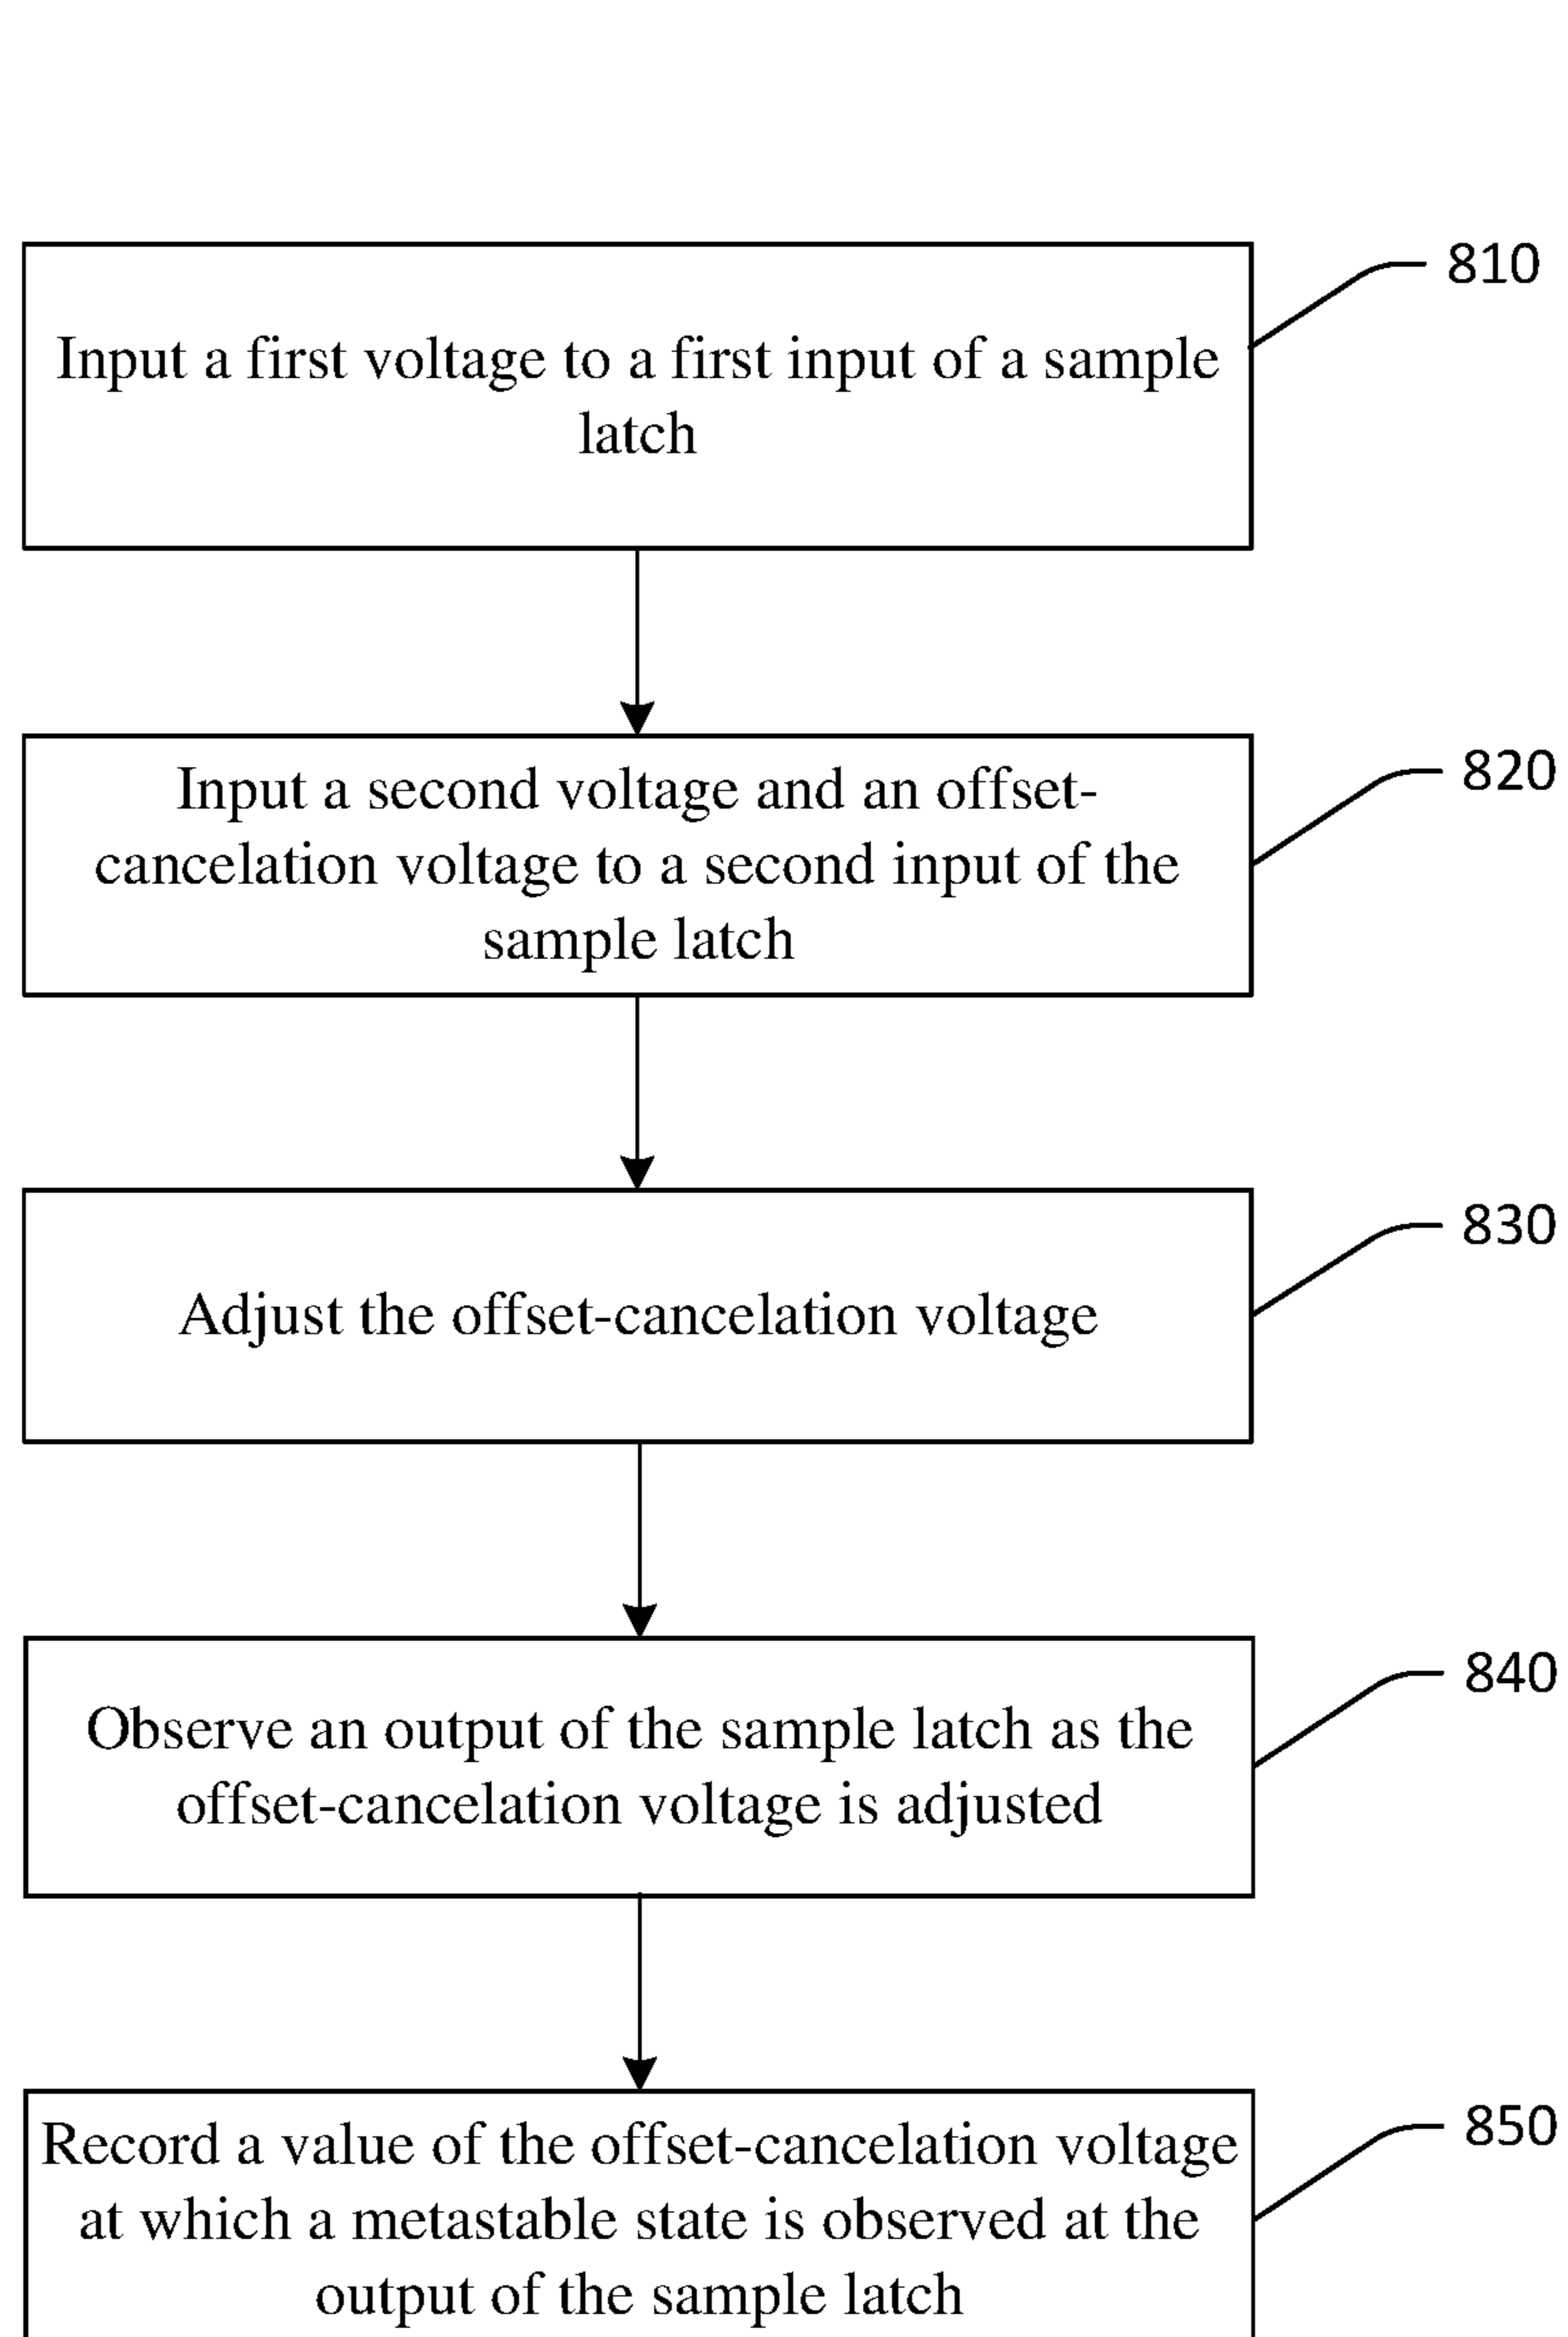 810
Input a first voltage to a first input of a sample
latch
820
Input a second voltage and an offset-
cancelation voltage to a second input of the
sample latch
830
Adjust the offset-cancelation voltage
840
Observe an output of the sample latch as the
offset-cancelation voltage is adjusted
850
Record a value of the offset-cancelation voltage
at which a metastable state is observed at the
output of the sample latch